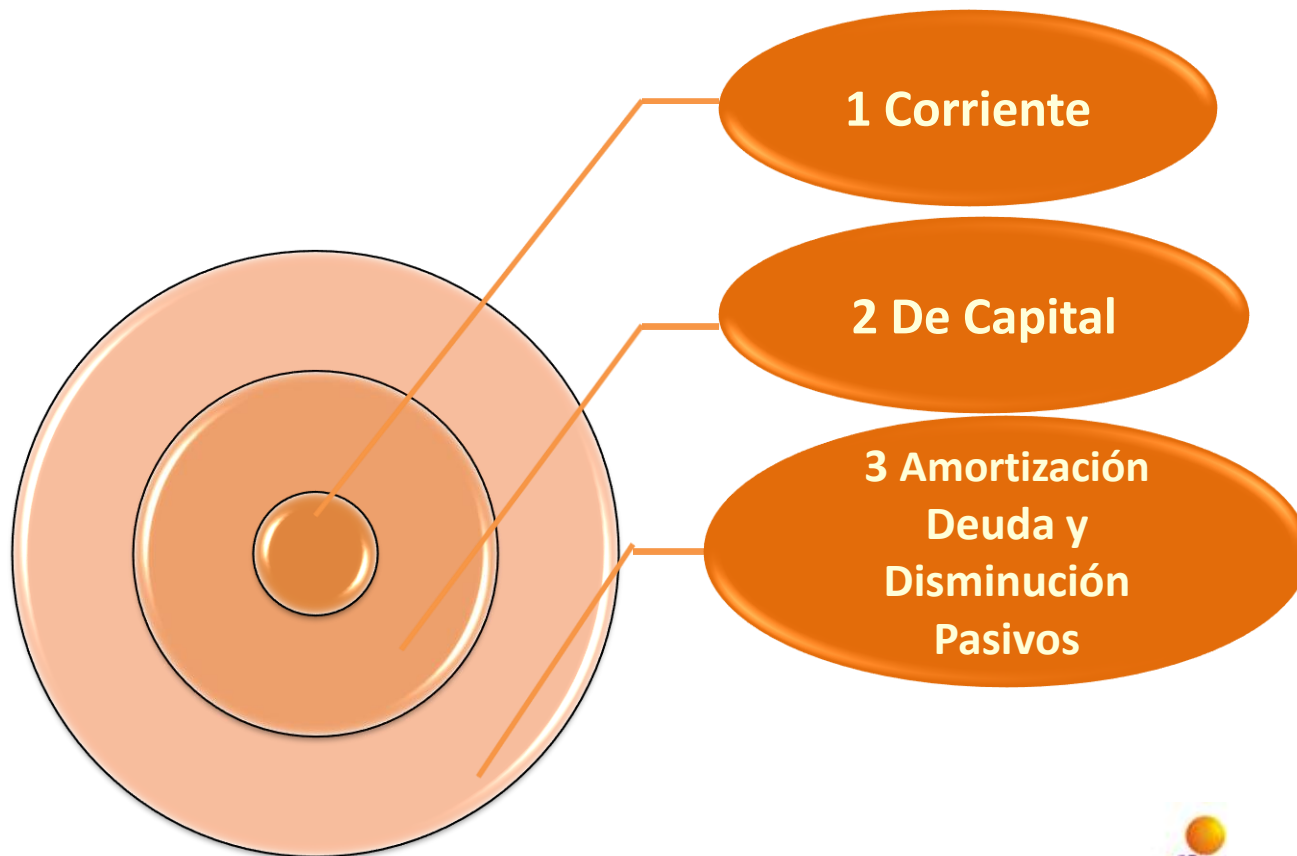 1 Corriente
2 De Capital
3 Amortización
Deuda y
Disminución
Pasivos